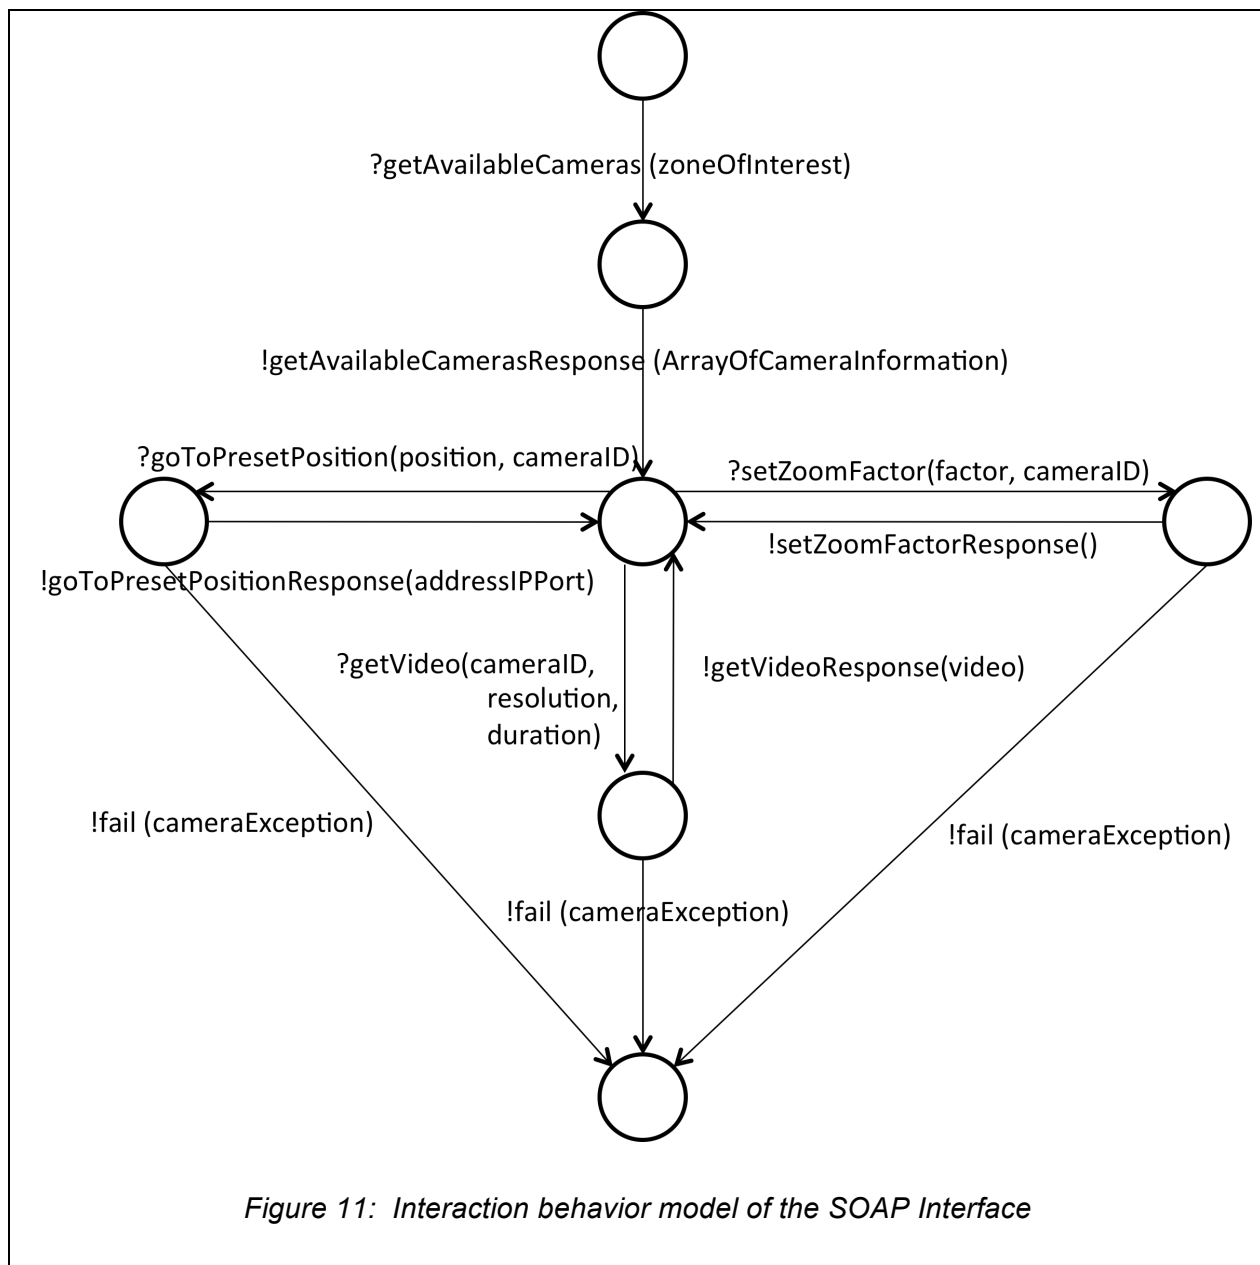 ?getAvailableCameras (zoneOfInterest)
!getAvailableCamerasResponse (ArrayOfCameraInformation)
?goToPresetPosition(position, cameraID)
?setZoomFactor(factor, cameraID)
!setZoomFactorResponse()
!goToPresetPositionResponse(addressIPPort)
?getVideo(cameraID,
resolution,
duration)
!getVideoResponse(video)
!fail (cameraException)
!fail (cameraException)
!fail (cameraException)
Figure 11: Interaction behavior model of the SOAP Interface